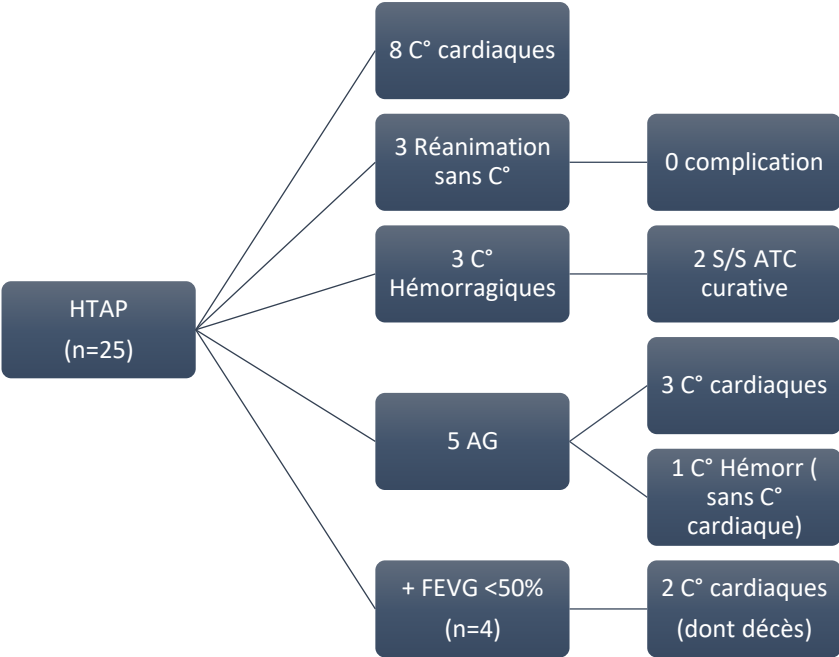 HTAP
(n=25)
8 C° cardiaques
3 Réanimation
sans C°
0 complication
3 C°
Hémorragiques
2 S/S ATC
curative
5 AG
3 C° cardiaques
1 C° Hémorr (
sans C°
cardiaque)
+ FEVG <50%
(n=4)
2 C° cardiaques
(dont décès)